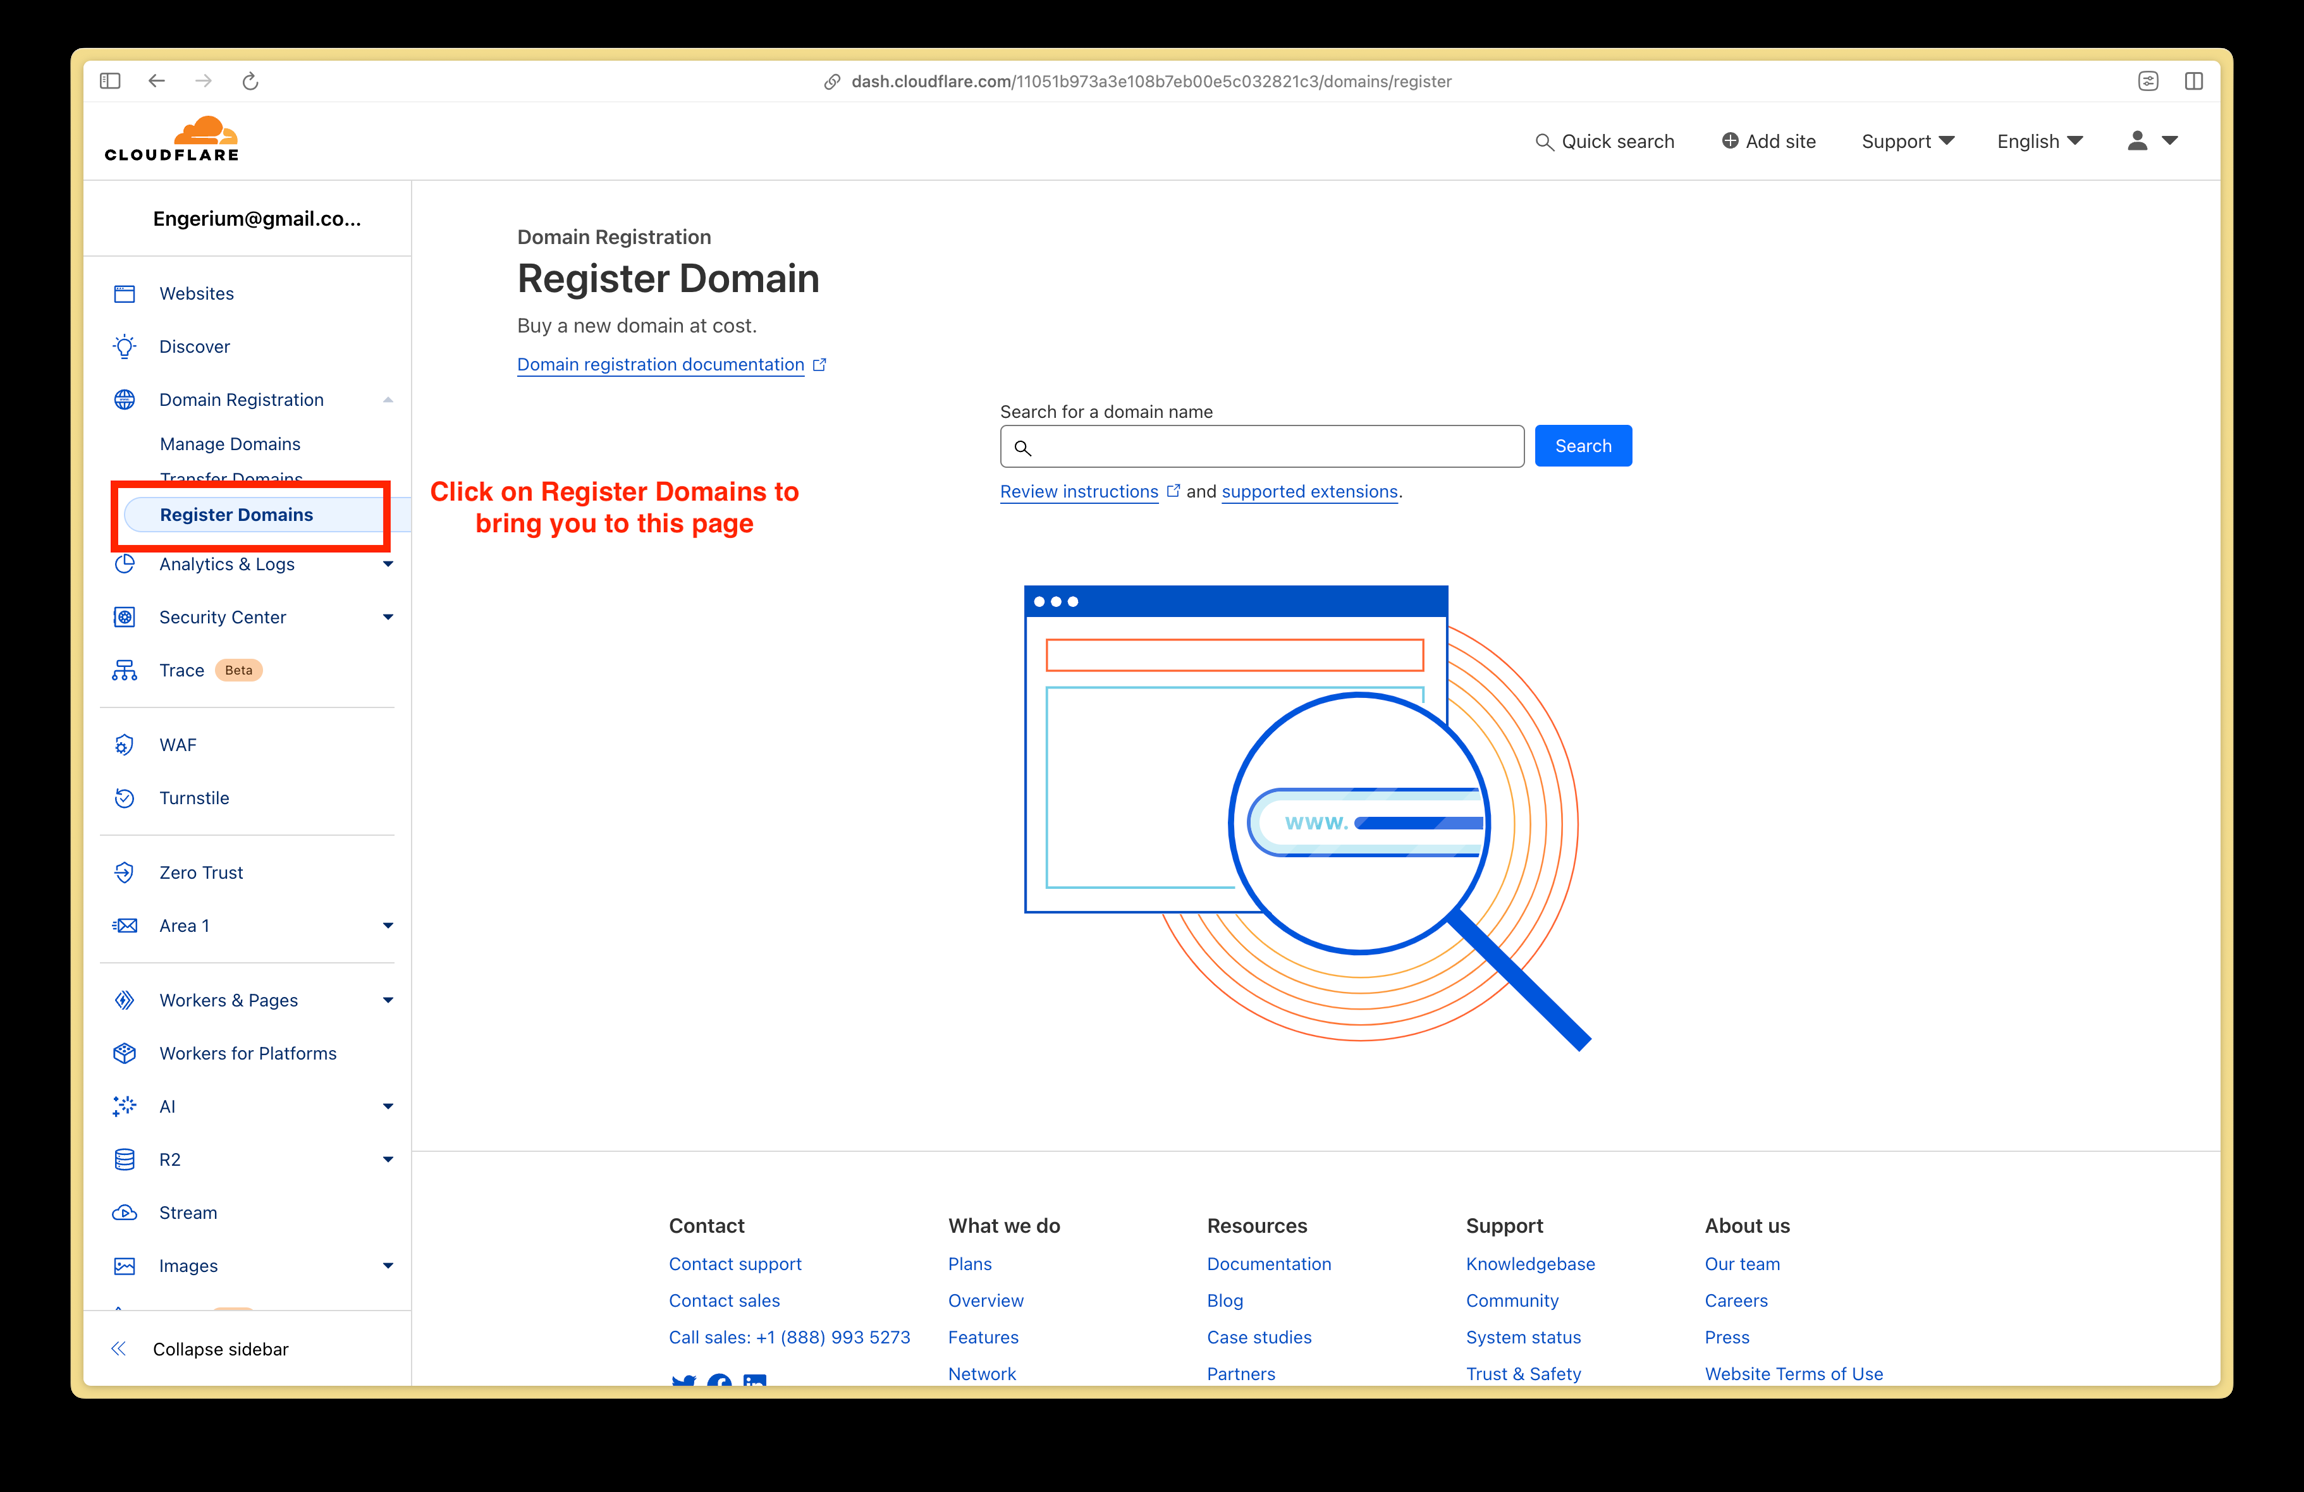 dash.cloudflare.com/11051b973a3e108b7eb00e5c032821c3/domains/register
CLOUDFLARE
Quick search
Add site
Support
English
Engerium@gmail.co...
Websites
Discover
Domain Registration
Manage Domains
Transfer Domains
Register Domains
Analytics & Logs
Security Center
Trace Beta
WAF
Turnstile
Zero Trust
Area 1
Workers & Pages
Workers for Platforms
AI
R2
Stream
Images
Collapse sidebar
Domain Registration
Register Domain
Buy a new domain at cost.
Domain registration documentation
Search for a domain name
Search
Review instructions and supported extensions.
Click on Register Domains to
bring you to this page
www.
Contact
Contact support
Contact sales
Call sales: +1 (888) 993 5273
What we do
Plans
Overview
Features
Network
Resources
Documentation
Blog
Case studies
Partners
Support
Knowledgebase
Community
System status
Trust & Safety
About us
Our team
Careers
Press
Website Terms of Use